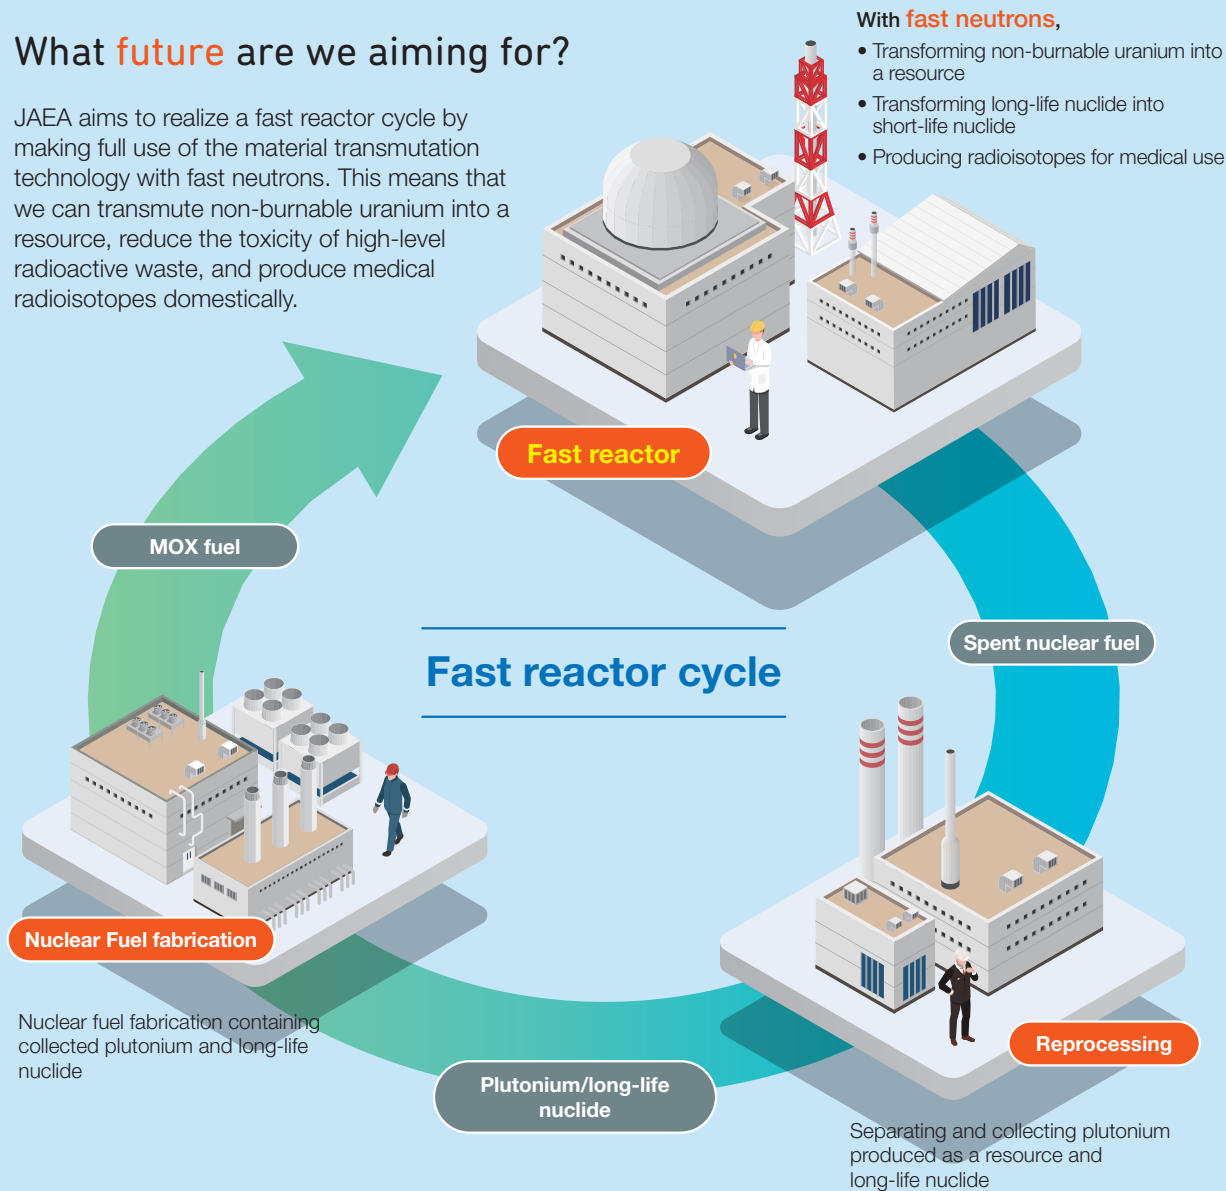 What future are we aiming for?
JAEA aims to realize a fast reactor cycle by
making full use of the material transmutation
technology with fast neutrons. This means that
we can transmute non-burnable uranium into a
resource, reduce the toxicity of high-level
radioactive waste, and produce medical
radioisotopes domestically.
With fast neutrons,
• Transforming non-burnable uranium into
a resource
• Transforming long-life nuclide into
short-life nuclide
• Producing radioisotopes for medical use
Fast reactor
MOX fuel
Spent nuclear fuel
Fast reactor cycle
Nuclear Fuel fabrication
Nuclear fuel fabrication containing
collected plutonium and long-life
nuclide
Plutonium/long-life
nuclide
Reprocessing
Separating and collecting plutonium
produced as a resource and
long-life nuclide